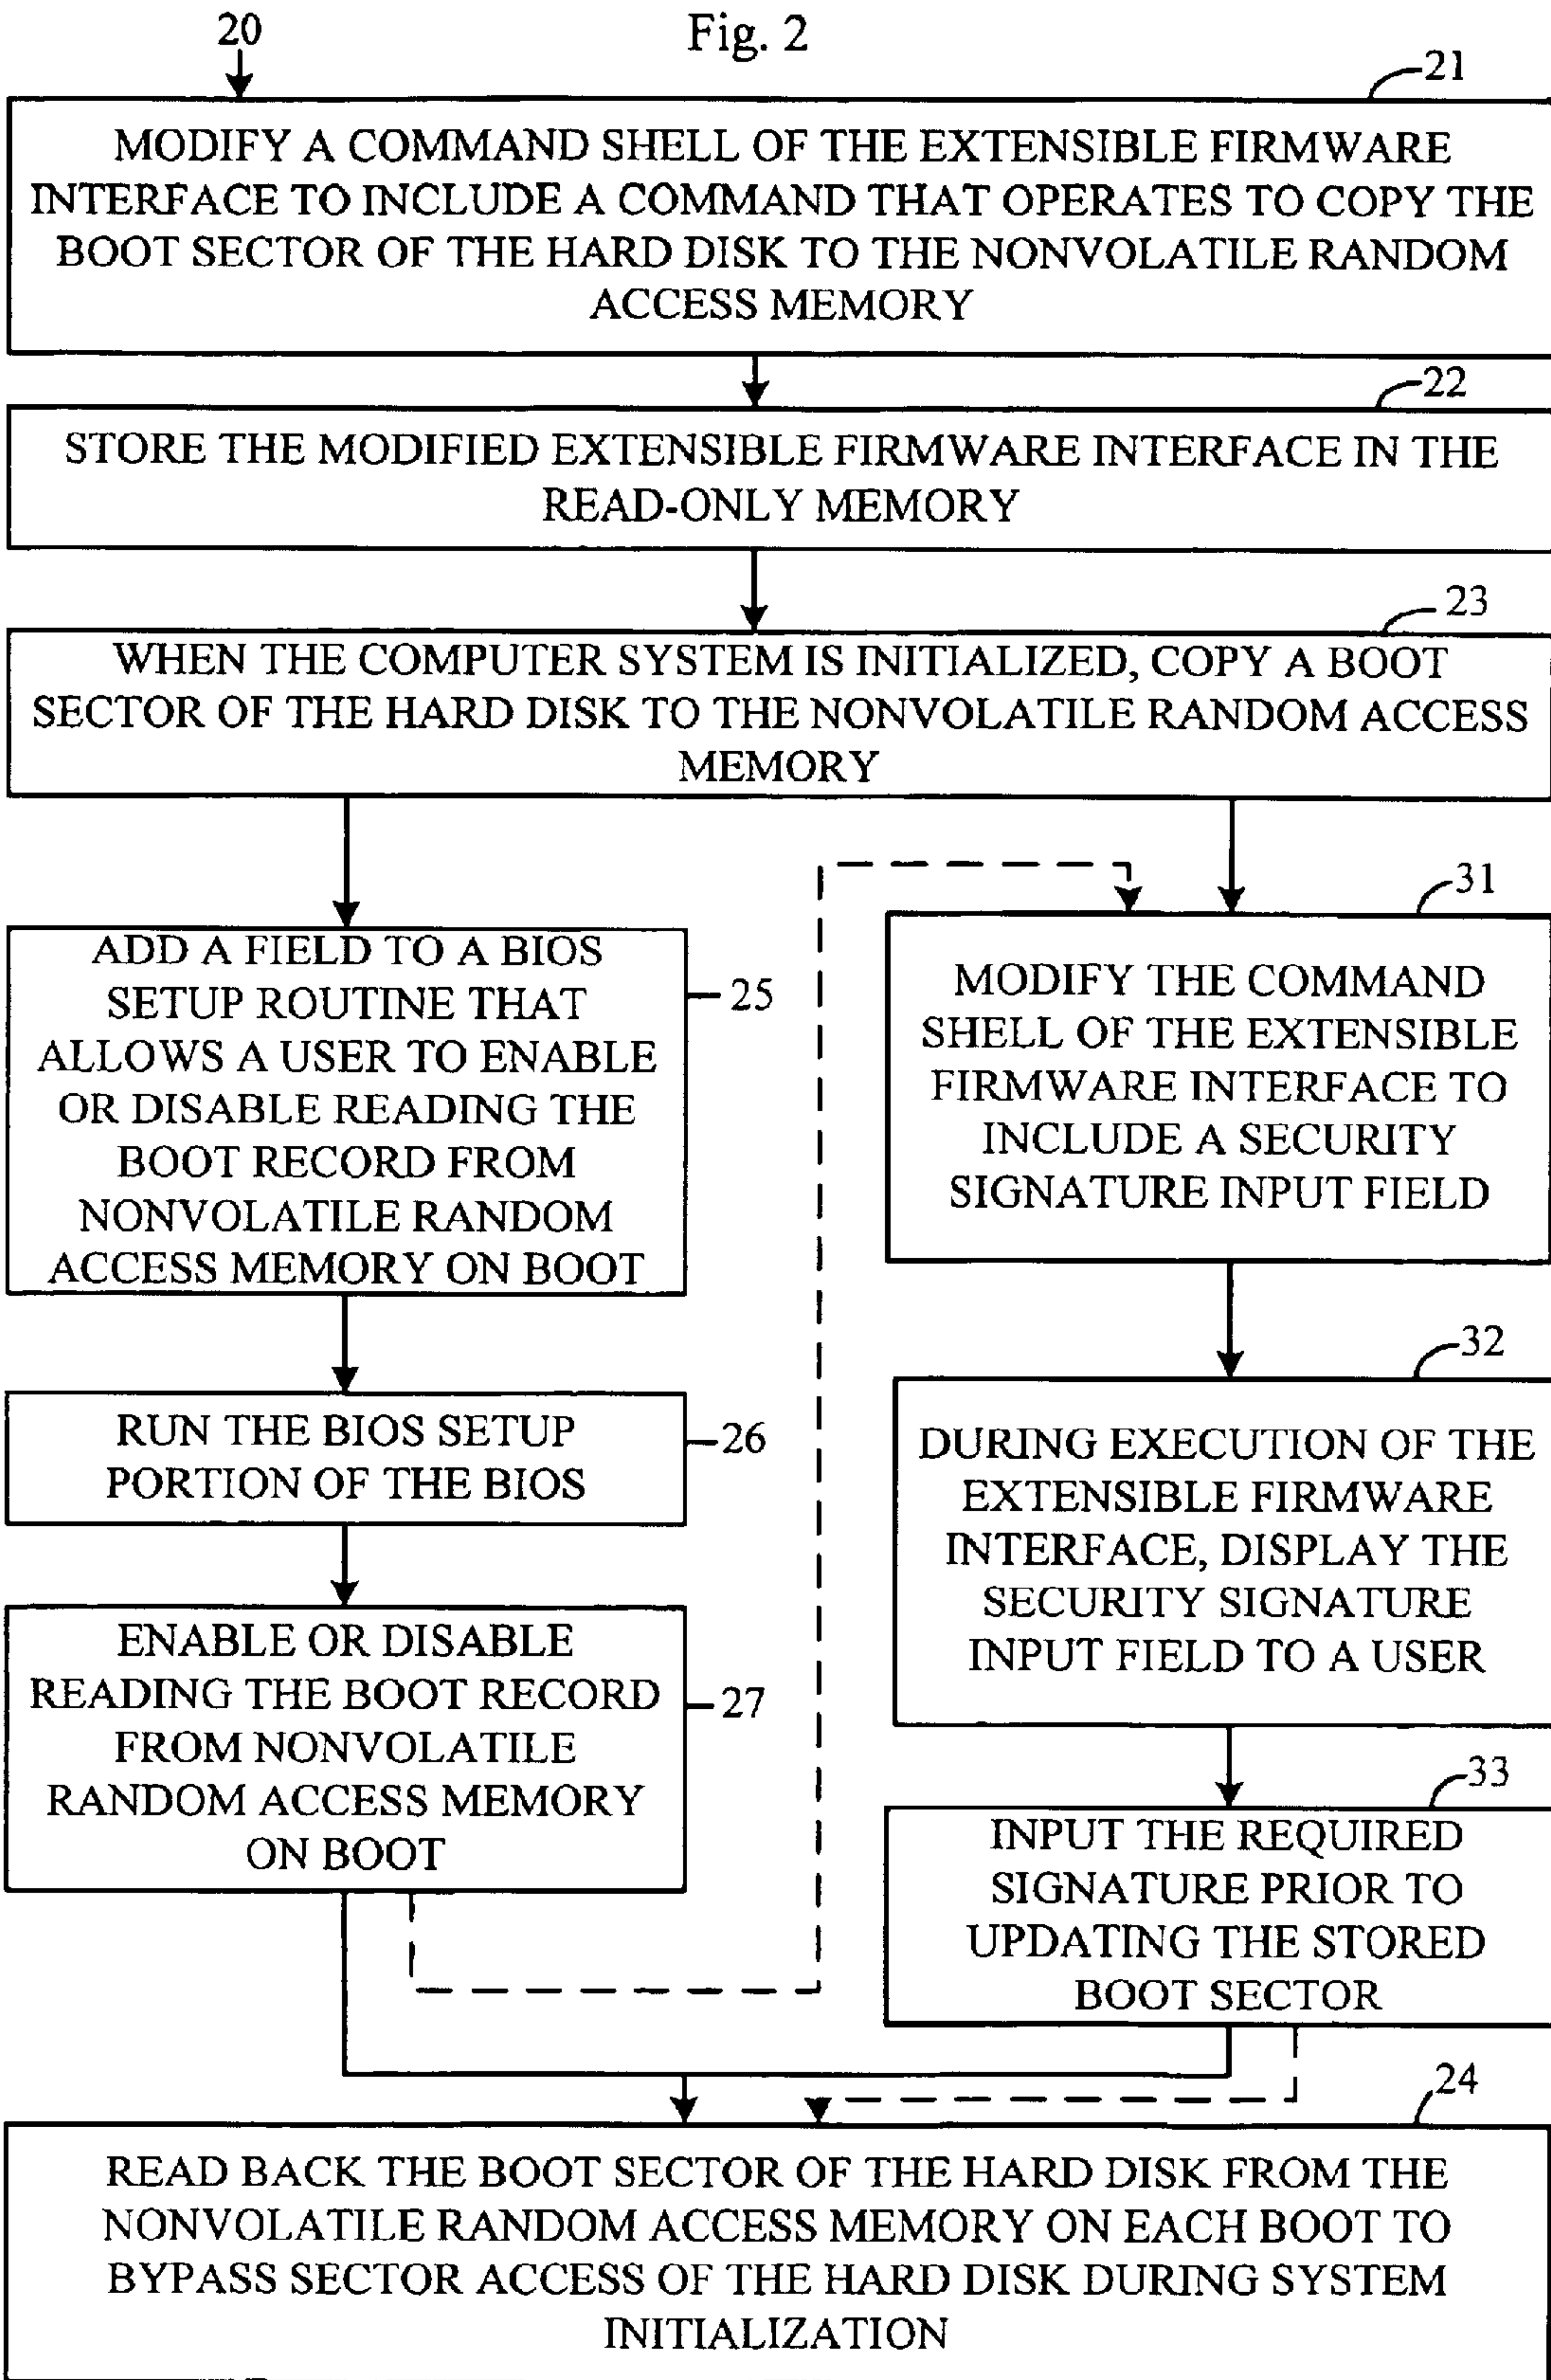 20
Fig. 2
21
MODIFY A COMMAND SHELL OF THE EXTENSIBLE FIRMWARE
INTERFACE TO INCLUDE A COMMAND THAT OPERATES TO COPY THE
BOOT SECTOR OF THE HARD DISK TO THE NONVOLATILE RANDOM
ACCESS MEMORY
22
STORE THE MODIFIED EXTENSIBLE FIRMWARE INTERFACE IN THE
READ-ONLY MEMORY
23
WHEN THE COMPUTER SYSTEM IS INITIALIZED, COPY A BOOT
SECTOR OF THE HARD DISK TO THE NONVOLATILE RANDOM ACCESS
MEMORY
ADD A FIELD TO A BIOS
SETUP ROUTINE THAT
ALLOWS A USER TO ENABLE
OR DISABLE READING THE
BOOT RECORD FROM
NONVOLATILE RANDOM
ACCESS MEMORY ON BOOT
25
RUN THE BIOS SETUP
PORTION OF THE BIOS
26
ENABLE OR DISABLE
READING THE BOOT RECORD
FROM NONVOLATILE
RANDOM ACCESS MEMORY
ON BOOT
27
31
MODIFY THE COMMAND
SHELL OF THE EXTENSIBLE
FIRMWARE INTERFACE TO
INCLUDE A SECURITY
SIGNATURE INPUT FIELD
32
DURING EXECUTION OF THE
EXTENSIBLE FIRMWARE
INTERFACE, DISPLAY THE
SECURITY SIGNATURE
INPUT FIELD TO A USER
33
INPUT THE REQUIRED
SIGNATURE PRIOR TO
UPDATING THE STORED
BOOT SECTOR
24
READ BACK THE BOOT SECTOR OF THE HARD DISK FROM THE
NONVOLATILE RANDOM ACCESS MEMORY ON EACH BOOT TO
BYPASS SECTOR ACCESS OF THE HARD DISK DURING SYSTEM
INITIALIZATION